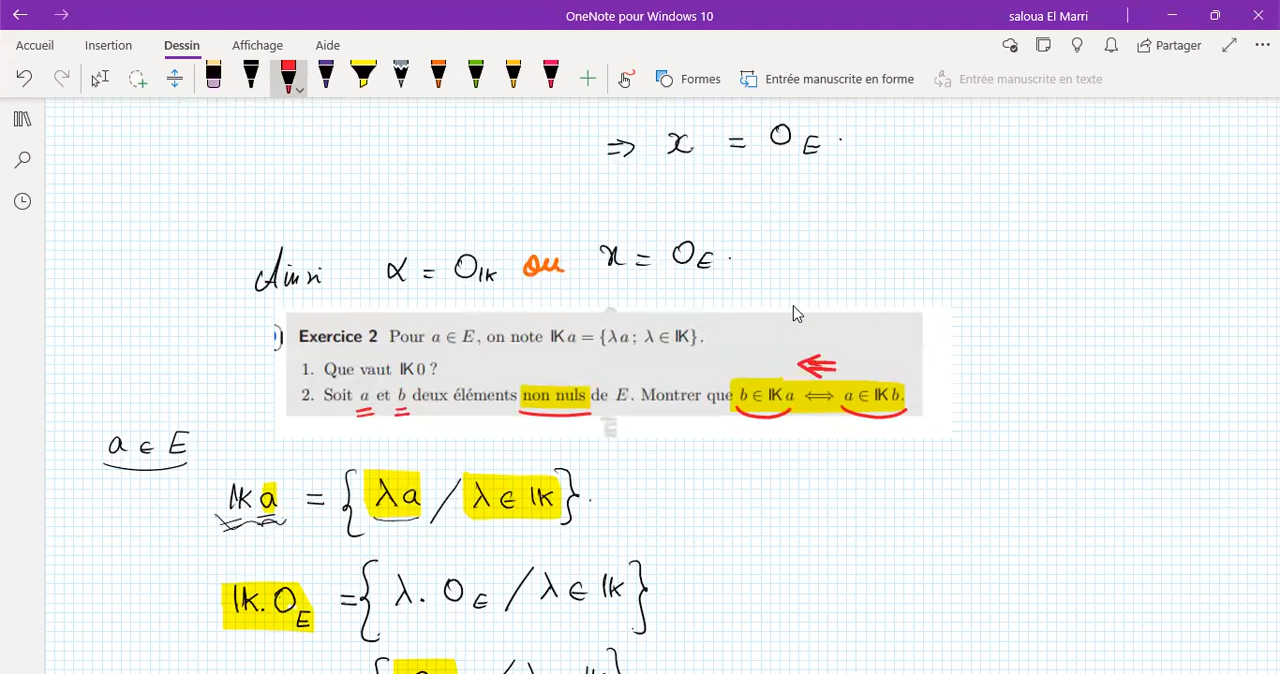 OneNote pour Windows 10
saloua El Marri
Accueil Insertion Dessin Affichage Aide
Partager
Formes Entrée manuscrite en forme Entrée manuscrite en texte
⇒ x = 0_E .
Ainsi α = 0_𝕂 ou x = 0_E .
Exercice 2 Pour a ∈ E, on note 𝕂a = {λa ; λ ∈ 𝕂}.
1. Que vaut 𝕂0 ?
2. Soit a et b deux éléments non nuls de E. Montrer que b ∈ 𝕂a ⟺ a ∈ 𝕂b.
a ∈ E
𝕂a = {λa / λ ∈ 𝕂}.
𝕂.0_E = {λ. 0_E / λ ∈ 𝕂}